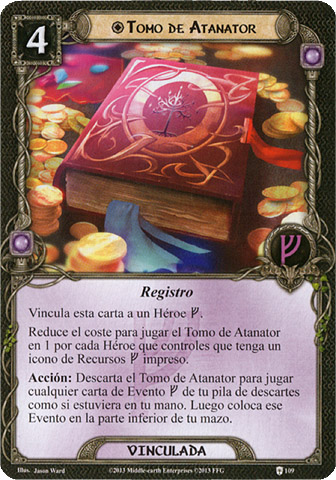 4
Tomo de Atanator
Registro
Vincula esta carta a un Héroe ᚠ.
Reduce el coste para jugar el Tomo de Atanator
en 1 por cada Héroe que controles que tenga un
icono de Recursos ᚠ impreso.
Acción: Descarta el Tomo de Atanator para jugar
cualquier carta de Evento ᚠ de tu pila de descartes
como si estuviera en tu mano. Luego coloca ese
Evento en la parte inferior de tu mazo.
VINCULADA
Illus. Jason Ward
©2013 Middle-earth Enterprises ©2013 FFG
109